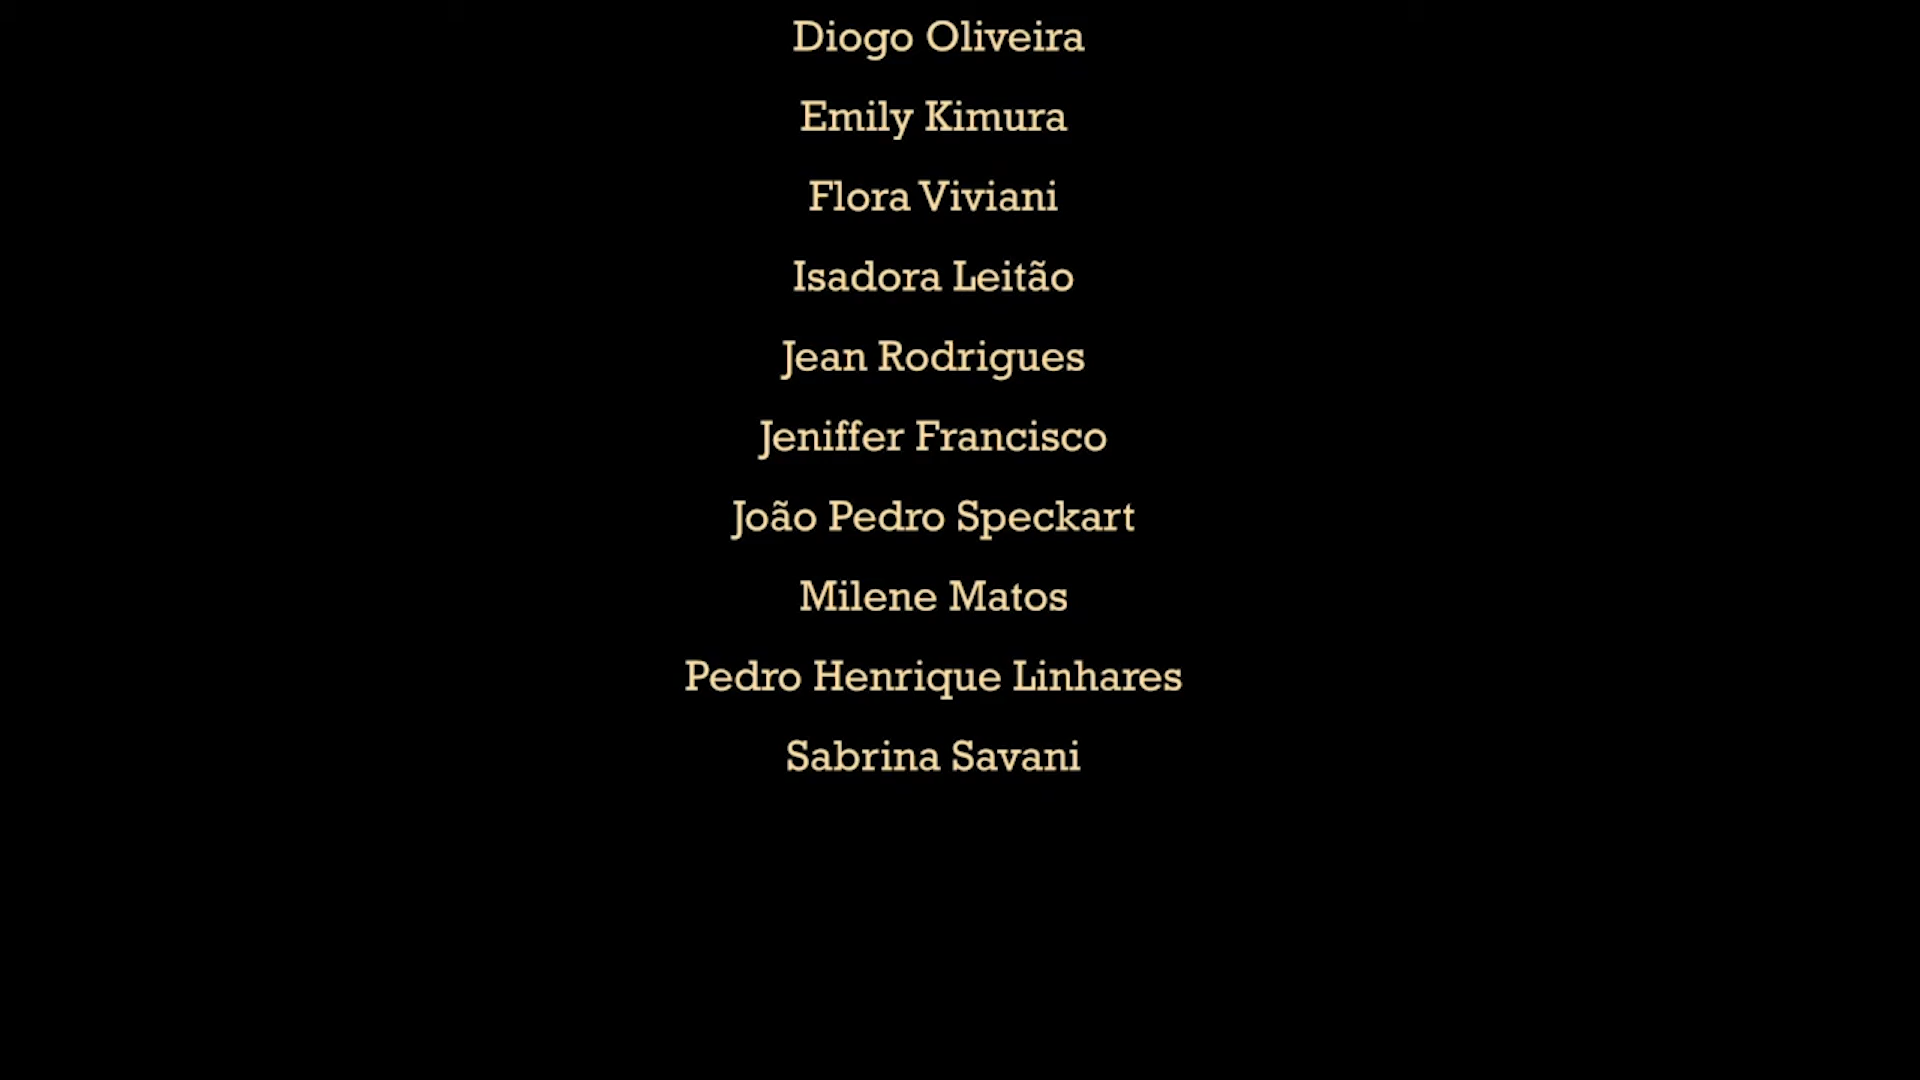 Diogo Oliveira
Emily Kimura
Flora Viviani
Isadora Leitão
Jean Rodrigues
Jeniffer Francisco
João Pedro Speckart
Milene Matos
Pedro Henrique Linhares
Sabrina Savani